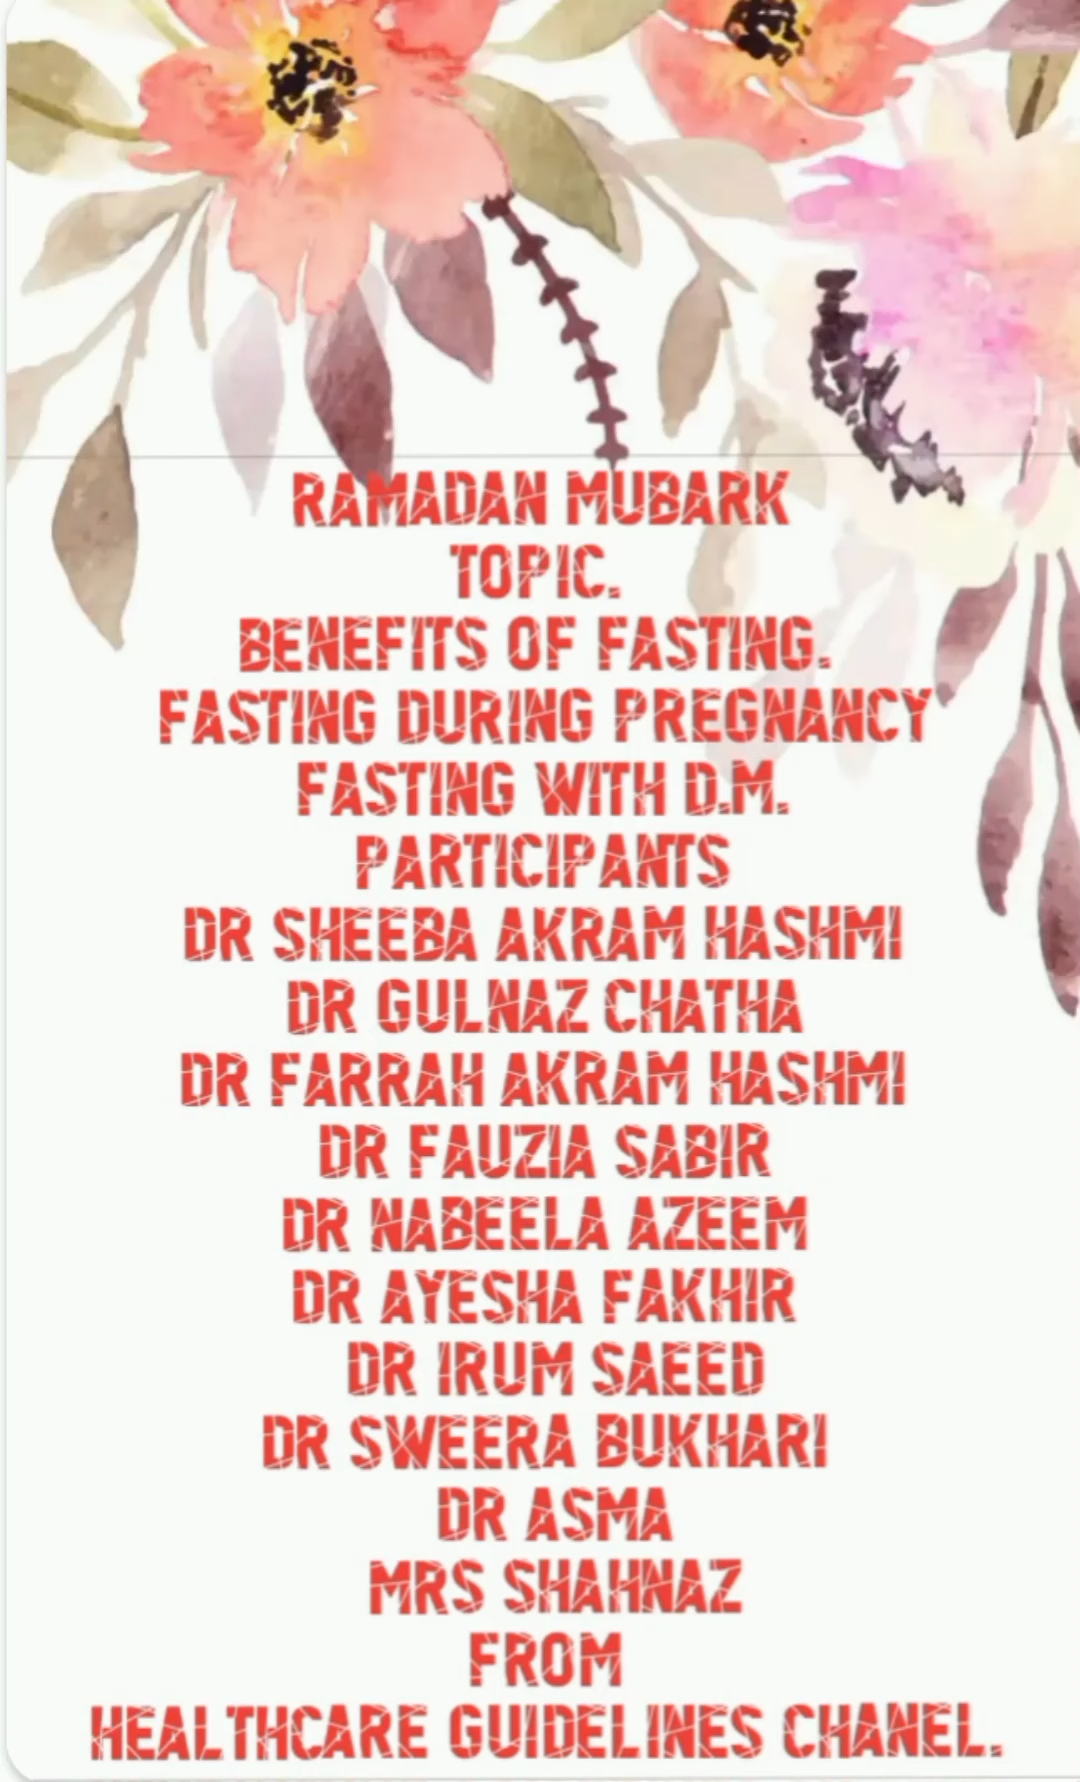 RAMADAN MUBARK
TOPIC.
BENEFITS OF FASTING.
FASTING DURING PREGNANCY
FASTING WITH D.M.
PARTICIPANTS
DR SHEEBA AKRAM HASHMI
DR GULNAZ CHATHA
DR FARRAH AKRAM HASHMI
DR FAUZIA SABIR
DR NABEELA AZEEM
DR AYESHA FAKHIR
DR IRUM SAEED
DR SWEERA BUKHARI
DR ASMA
MRS SHAHNAZ
FROM
HEALTHCARE GUIDELINES CHANEL.